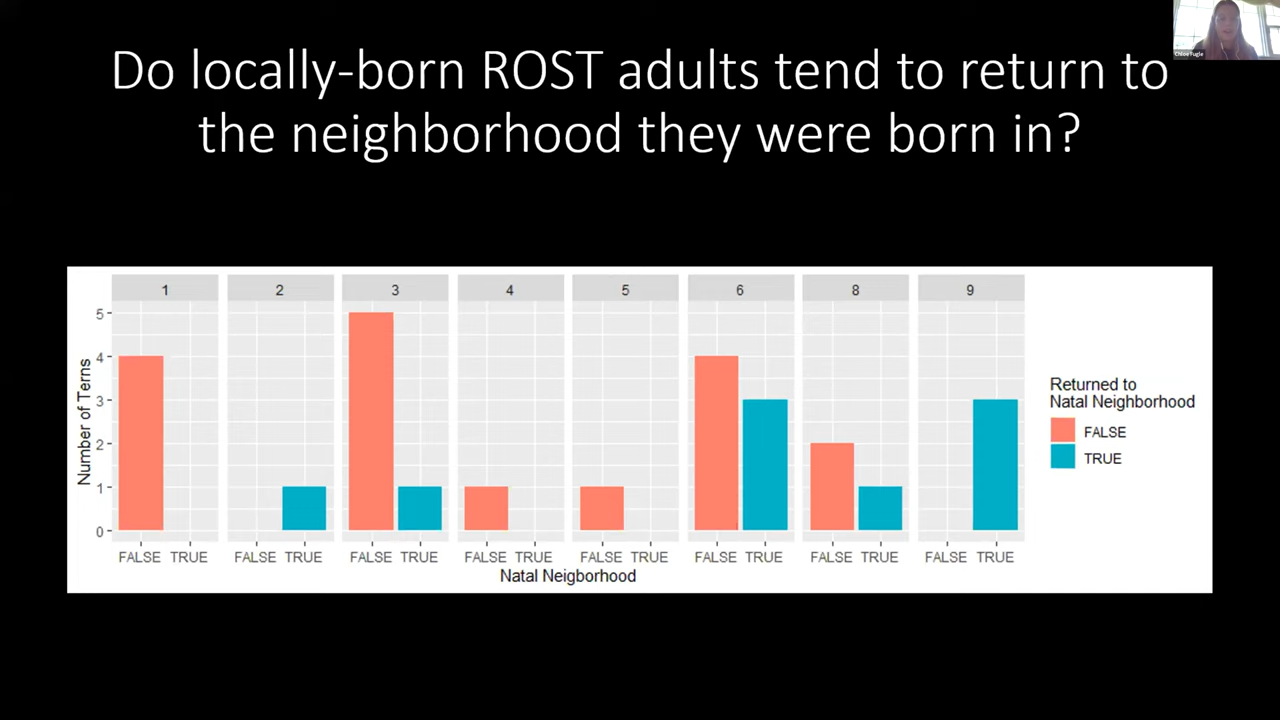 Do locally-born ROST adults tend to return to
the neighborhood they were born in?
Chloe Fugle
1 2 3 4 5 6 8 9
Number of Terns
5
4
3
2
1
0
FALSE TRUE FALSE TRUE FALSE TRUE FALSE TRUE FALSE TRUE FALSE TRUE FALSE TRUE FALSE TRUE
Natal Neigborhood
Returned to
Natal Neighborhood
FALSE
TRUE